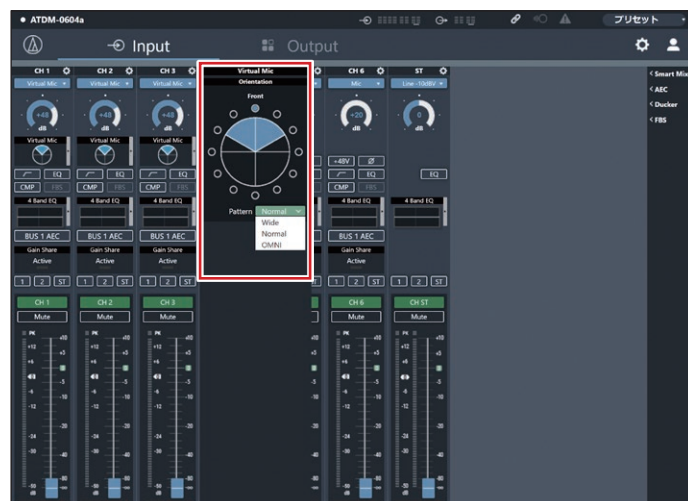 ATDM-0604a
プリセット
Input
Output
CH 1
CH 2
CH 3
Virtual Mic
CH 6
ST
< Smart Mix
Virtual Mic
Virtual Mic
Virtual Mic
Orientation
Mic
Line -10dBV
< AEC
Front
< Ducker
+48
+48
+48
+20
0
< FBS
dB
dB
dB
dB
dB
Virtual Mic
Virtual Mic
Virtual Mic
+48V
Ø
EQ
EQ
EQ
EQ
EQ
CMP
FBS
CMP
FBS
CMP
FBS
CMP
FBS
4 Band EQ
4 Band EQ
4 Band EQ
4 Band EQ
4 Band EQ
Pattern
Normal
Wide
Normal
OMNI
BUS 1 AEC
BUS 1 AEC
BUS 1 AEC
BUS 1 AEC
Gain Share
Gain Share
Gain Share
Gain Share
Active
Active
Active
Active
1 2 ST
1 2 ST
1 2 ST
ST
1 2 ST
1 2 ST
CH 1
CH 2
CH 3
CH 6
CH ST
Mute
Mute
Mute
Mute
Mute
PK
PK
PK
PK
PK